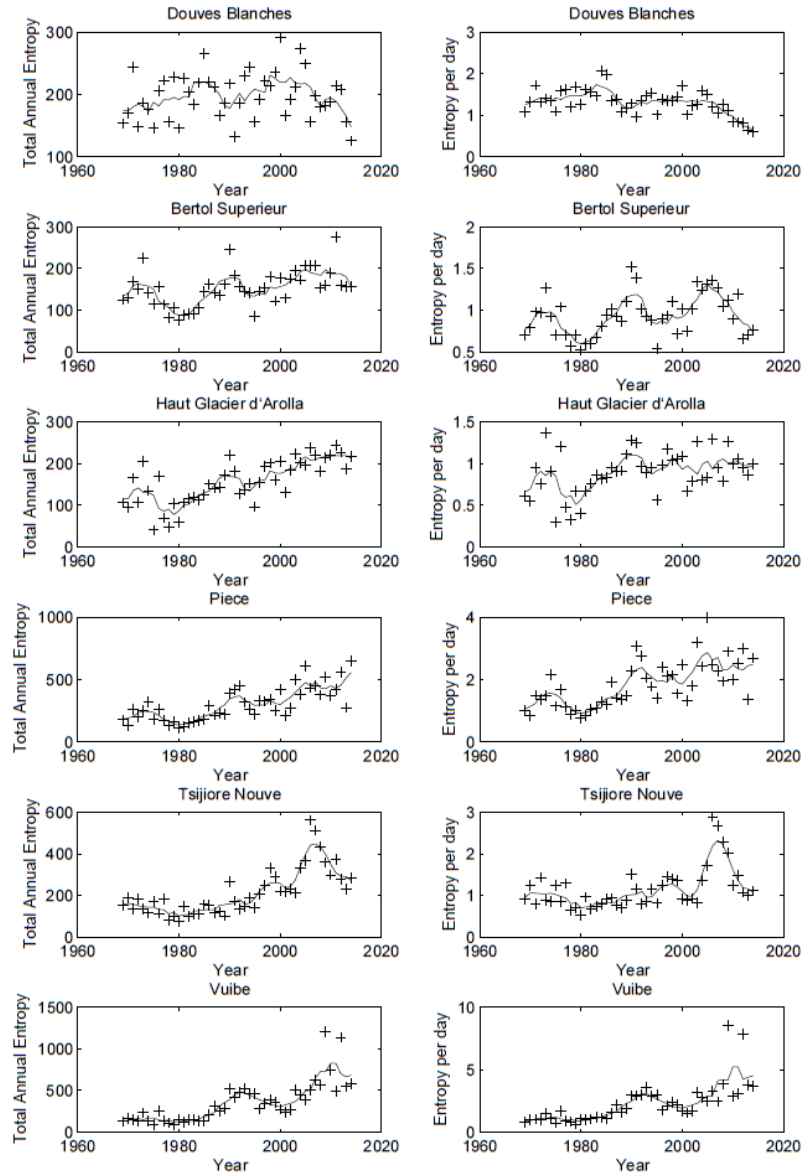 Douves Blanches
Total Annual Entropy
300
200
100
1960
1980
2000
2020
Year
Douves Blanches
Entropy per day
3
2
1
0
1960
1980
2000
2020
Year
Bertol Superieur
Total Annual Entropy
300
200
100
0
1960
1980
2000
2020
Year
Bertol Superieur
Entropy per day
2
1.5
1
0.5
1960
1980
2000
2020
Year
Haut Glacier d'Arolla
Total Annual Entropy
300
200
100
0
1960
1980
2000
2020
Year
Haut Glacier d'Arolla
Entropy per day
1.5
1
0.5
0
1960
1980
2000
2020
Year
Piece
Total Annual Entropy
1000
500
0
1960
1980
2000
2020
Year
Piece
Entropy per day
4
2
0
1960
1980
2000
2020
Year
Tsijiore Nouve
Total Annual Entropy
600
400
200
0
1960
1980
2000
2020
Year
Tsijiore Nouve
Entropy per day
3
2
1
0
1960
1980
2000
2020
Year
Vuibe
Total Annual Entropy
1500
1000
500
0
1960
1980
2000
2020
Year
Vuibe
Entropy per day
10
5
0
1960
1980
2000
2020
Year